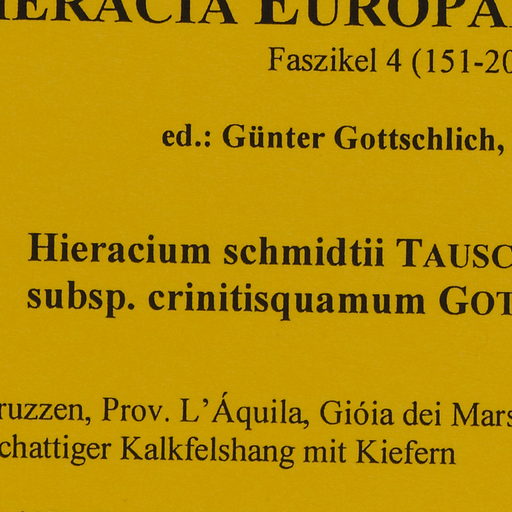 IERACIA EUROPA
Faszikel 4 (151-20
ed.: Günter Gottschlich,
Hieracium schmidtii TAUSC
subsp. crinitisquamum GOT
ruzzen, Prov. L'Áquila, Gióia dei Mars
chattiger Kalkfelshang mit Kiefern